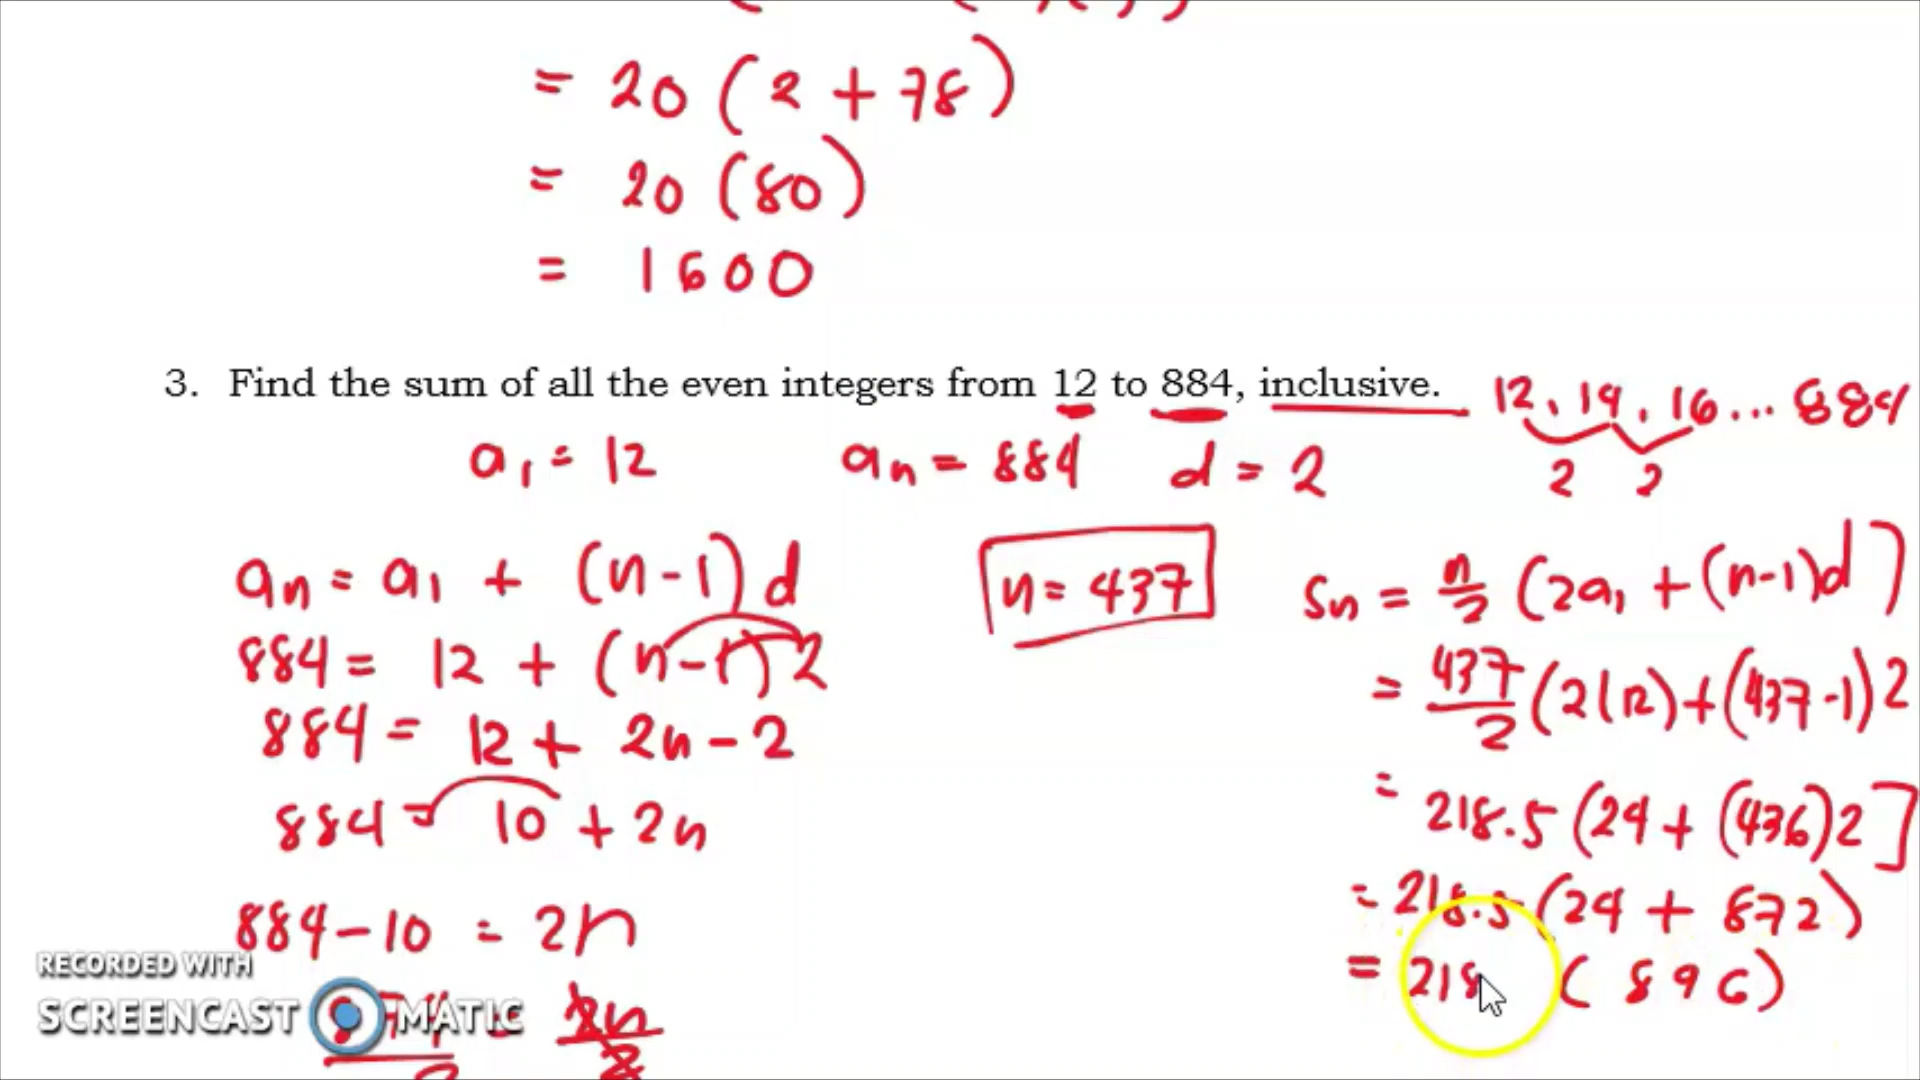 = 20 ( 2 + 78 )
= 20 ( 80 )
= 1600
3. Find the sum of all the even integers from 12 to 884, inclusive.
12, 14, 16 ... 884
2 2
a1 = 12 an = 884 d = 2
an = a1 + (n-1) d
884 = 12 + (n-1) 2
884 = 12 + 2n - 2
884 = 10 + 2n
884 - 10 = 2n
= 2n
2
n = 437
Sn = n/2 (2a1 + (n-1)d ]
= 437/2 (2(12) + (437-1) 2
= 218.5 (24 + (436) 2 ]
= 218.5 (24 + 872)
= 218 ( 896 )
RECORDED WITH
SCREENCAST MATIC